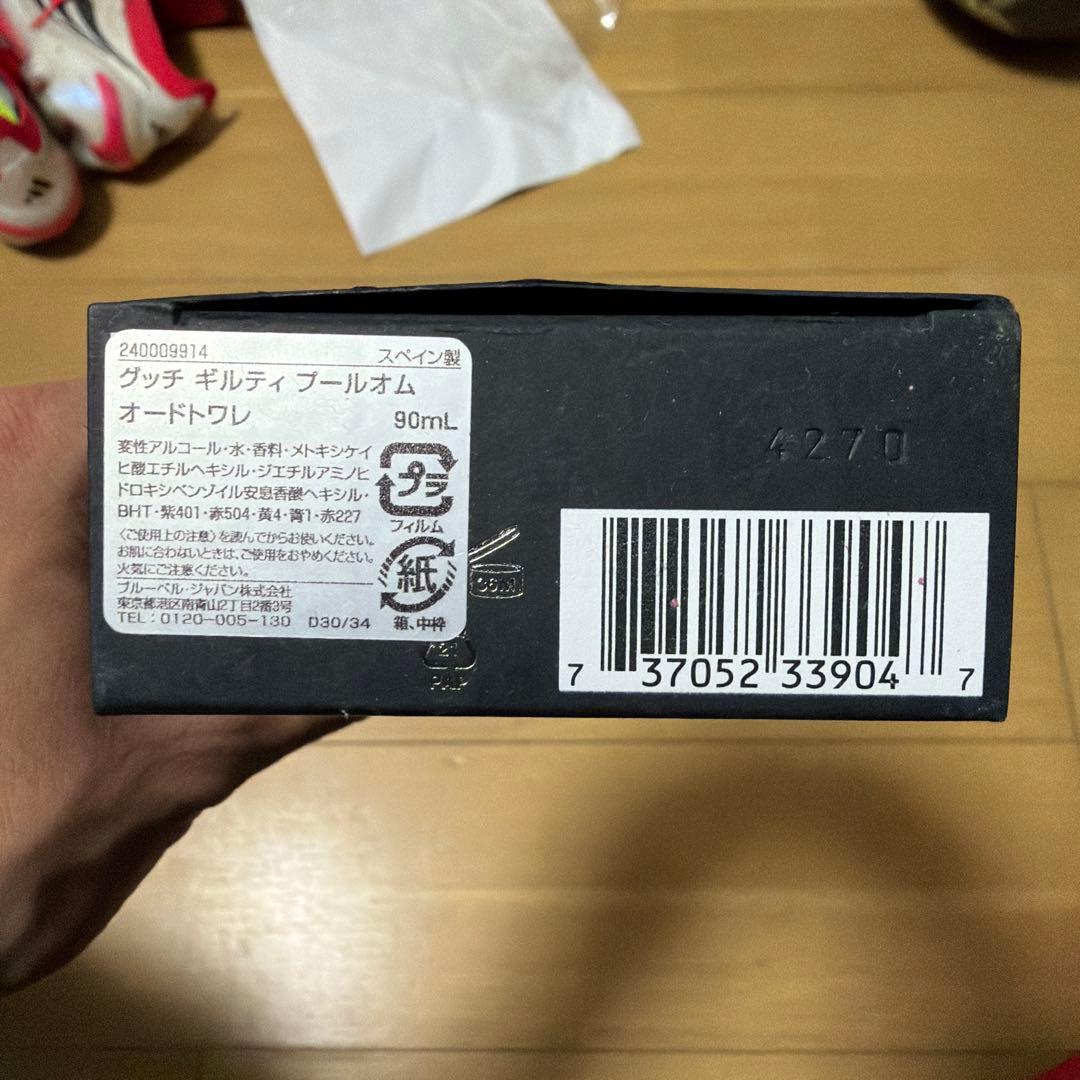 240009914 スペイン製
グッチ ギルティ プールオム
オードトワレ 90mL
変性アルコール・水・香料・メトキシケイ
ヒ酸エチルヘキシル・ジエチルアミノヒ
ドロキシベンゾイル安息香酸ヘキシル・
BHT・紫401・赤504・黄4・青1・赤227
〈ご使用上の注意〉を読んでからお使いください。
お肌に合わないときは、ご使用をおやめください。
火気にご注意ください。
ブルーベル・ジャパン株式会社
東京都港区南青山2丁目2番3号
TEL:0120-005-130 D30/34
プラ
フィルム
紙
箱、中枠
36M
21
PAP
4270
7 37052 33904 7